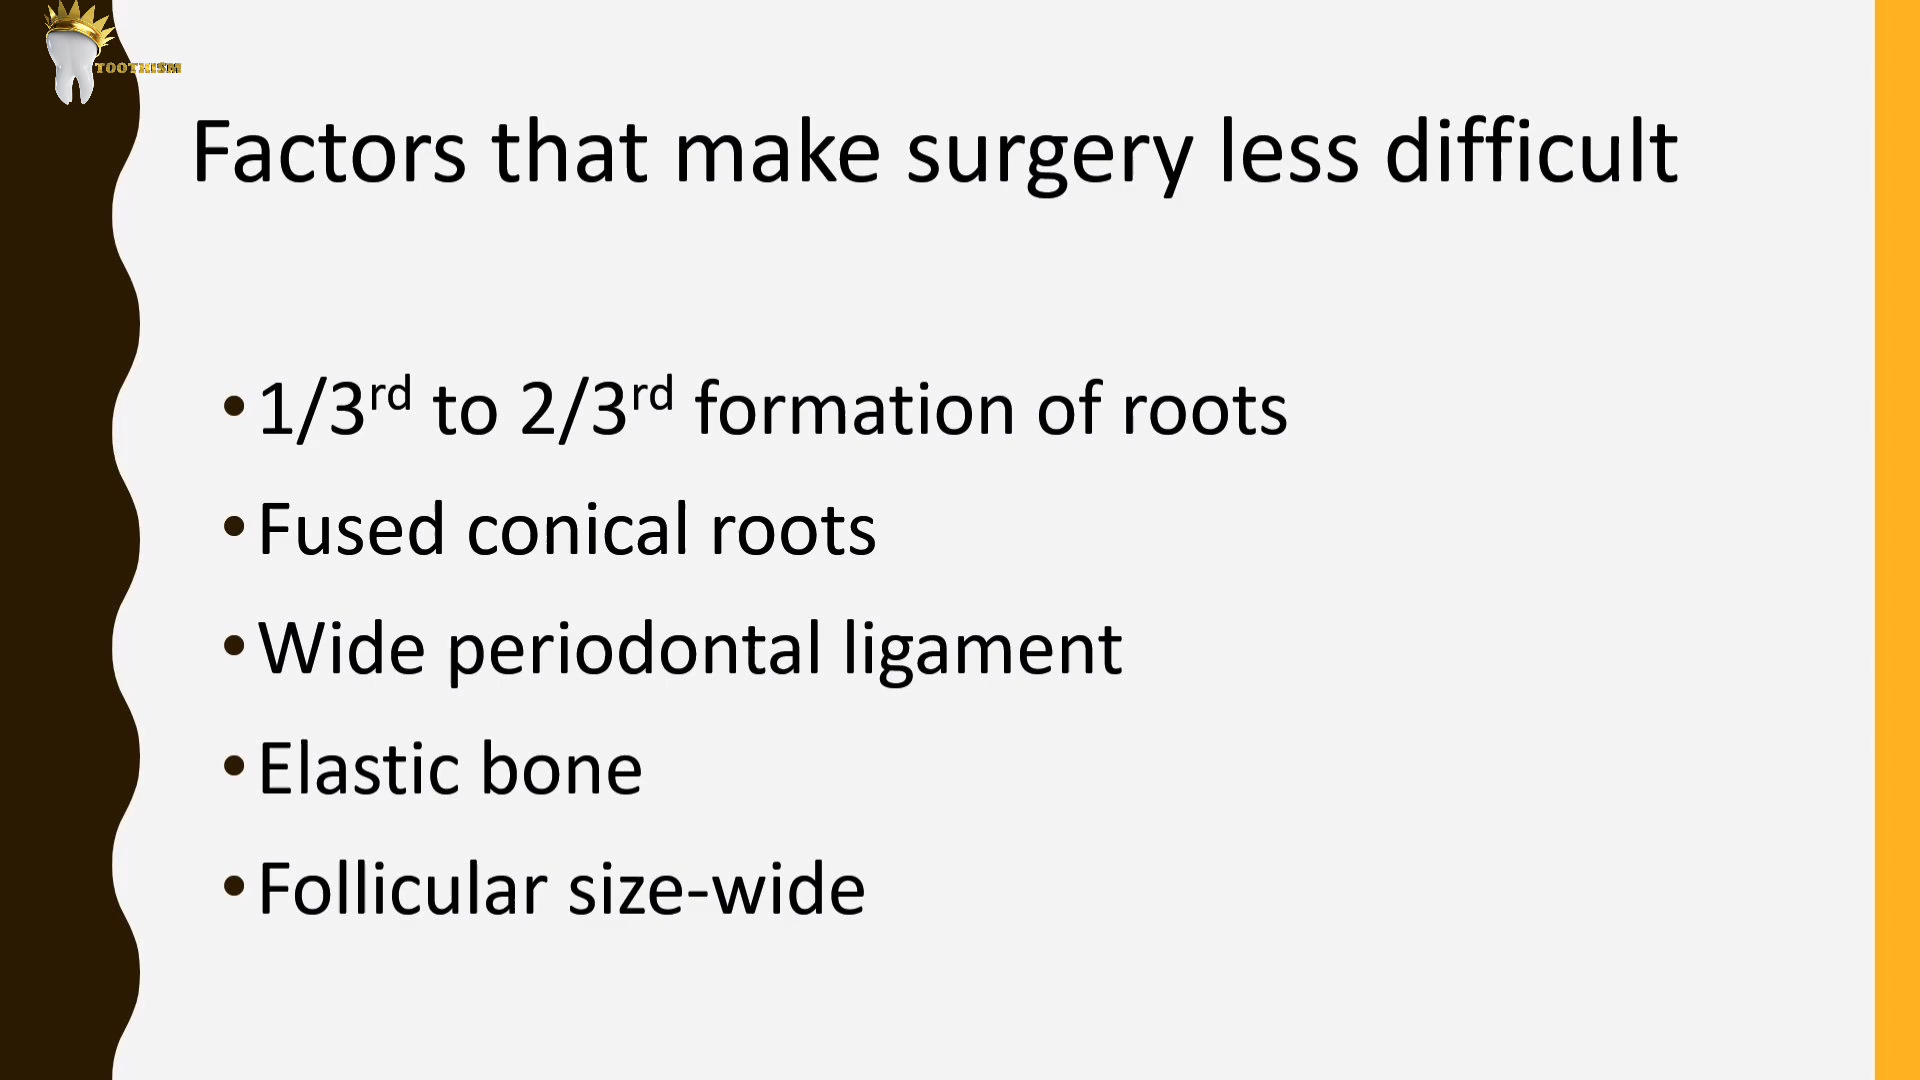 TOOTHISM
Factors that make surgery less difficult
•1/3rd to 2/3rd formation of roots
•Fused conical roots
•Wide periodontal ligament
•Elastic bone
•Follicular size-wide